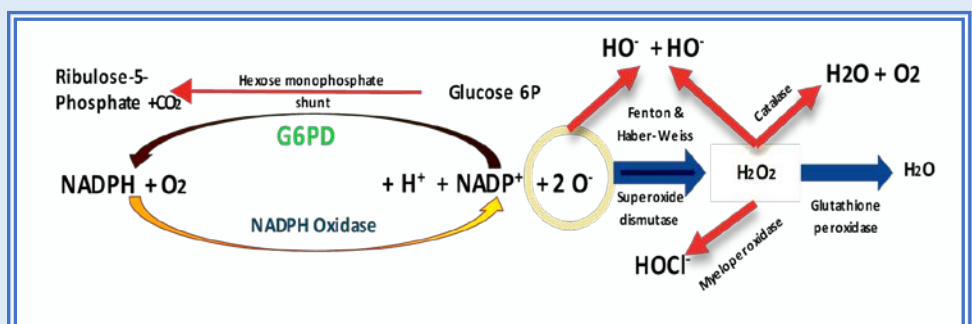 HO⁻ + HO⁻
Ribulose-5-
Phosphate +CO₂
Hexose monophosphate
shunt
Glucose 6P
G6PD
Fenton &
Haber-Weiss
Catalase
H2O + O2
NADPH + O2
+ H⁺ + NADP⁺ + 2 O⁻
H₂O₂
H₂O
NADPH Oxidase
Superoxide
dismutase
Glutathione
peroxidase
HOCl⁻
Myeloperoxidase